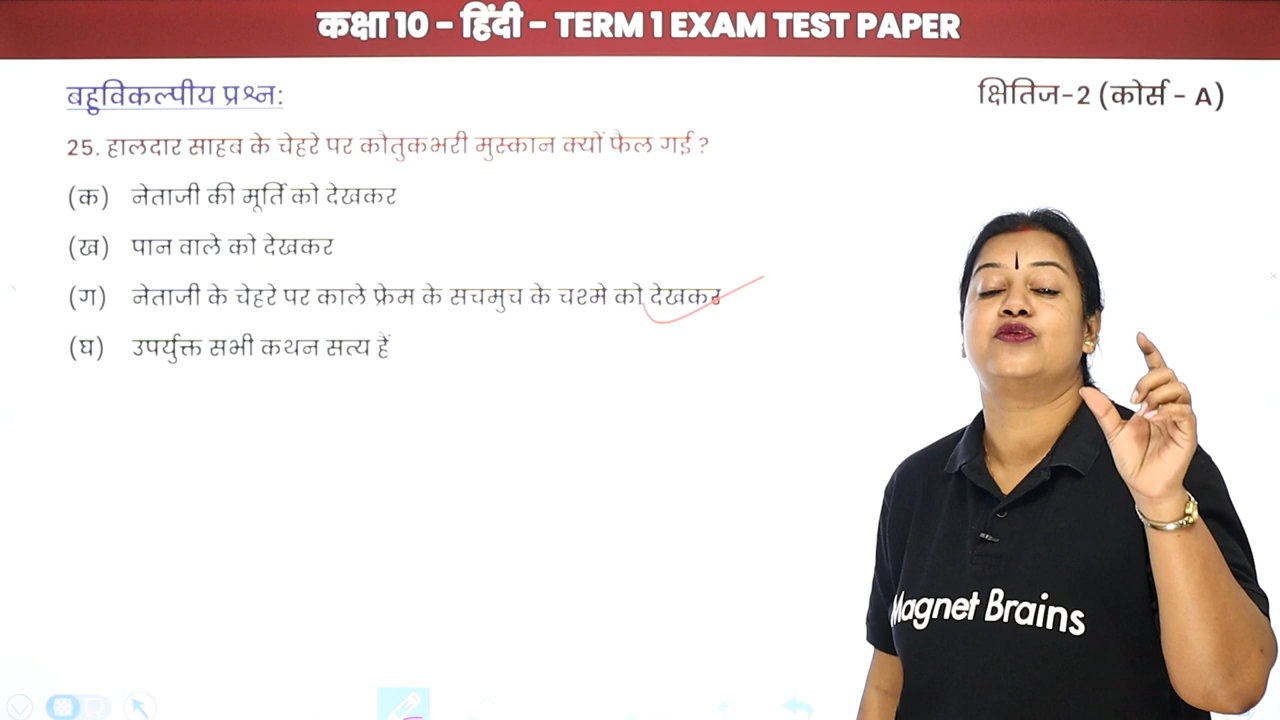 कक्षा 10 - हिंदी - TERM 1 EXAM TEST PAPER
बहुविकल्पीय प्रश्न:
क्षितिज-2 (कोर्स - A)
25. हालदार साहब के चेहरे पर कौतुकभरी मुस्कान क्यों फैल गई ?
(क) नेताजी की मूर्ति को देखकर
(ख) पान वाले को देखकर
(ग) नेताजी के चेहरे पर काले फ्रेम के सचमुच के चश्मे को देखकर
(घ) उपर्युक्त सभी कथन सत्य हैं
Magnet Brains